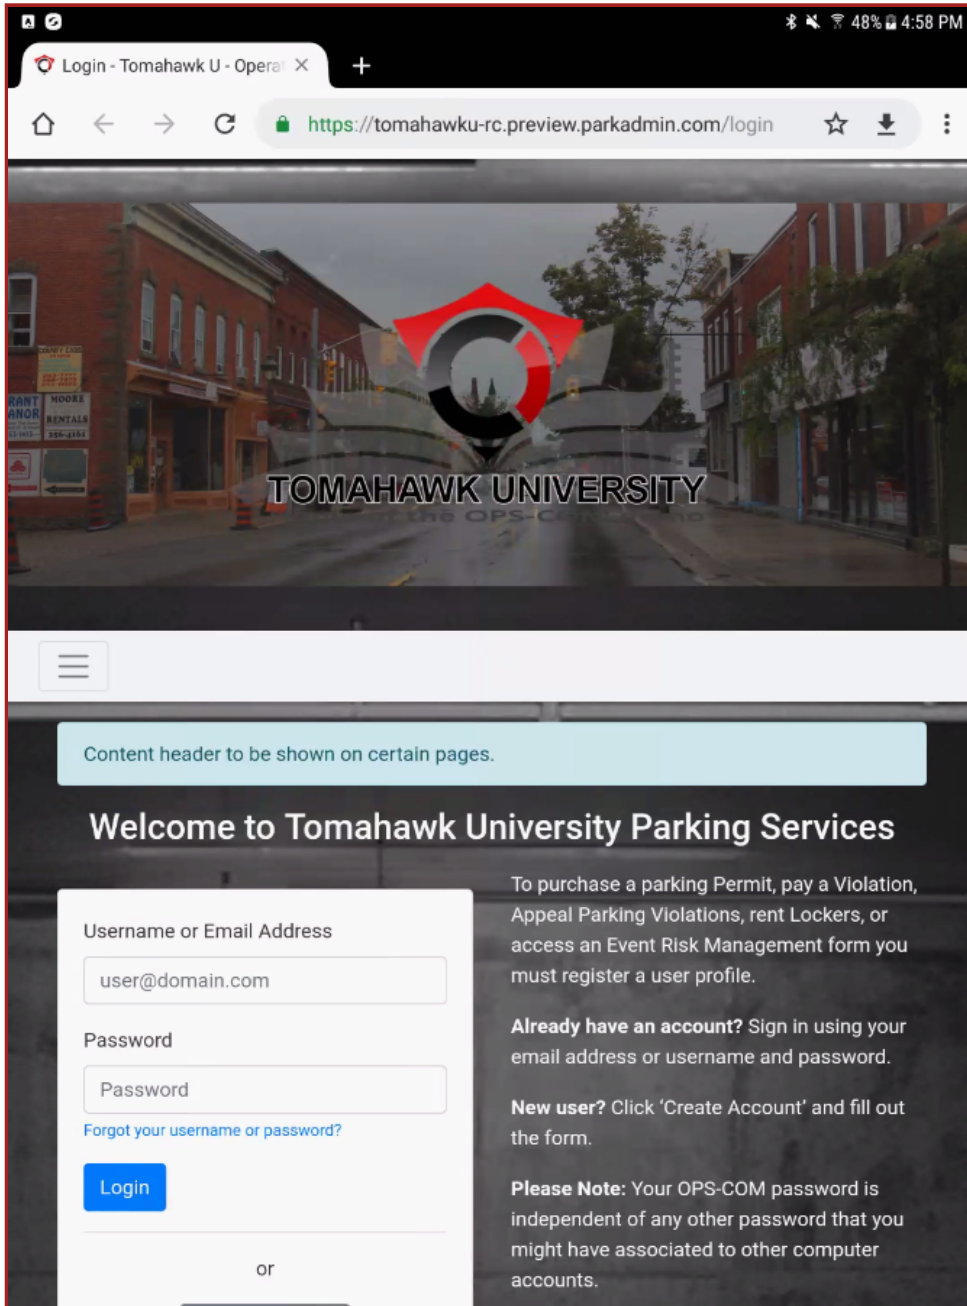 48% 4:58 PM
Login - Tomahawk U - Opera
https://tomahawku-rc.preview.parkadmin.com/login
MOORE
RENTALS
256-4161
TOMAHAWK UNIVERSITY
the OPS-C
Content header to be shown on certain pages.
Welcome to Tomahawk University Parking Services
Username or Email Address
user@domain.com
Password
Password
Forgot your username or password?
Login
or
To purchase a parking Permit, pay a Violation,
Appeal Parking Violations, rent Lockers, or
access an Event Risk Management form you
must register a user profile.
Already have an account? Sign in using your
email address or username and password.
New user? Click ‘Create Account’ and fill out
the form.
Please Note: Your OPS-COM password is
independent of any other password that you
might have associated to other computer
accounts.